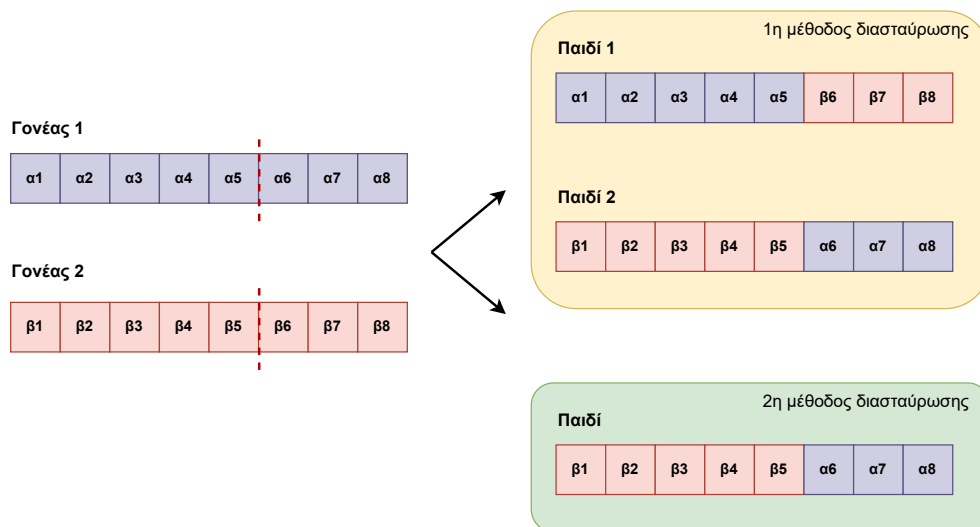 Γονέας 1
α1 α2 α3 α4 α5 α6 α7 α8
Γονέας 2
β1 β2 β3 β4 β5 β6 β7 β8
1η μέθοδος διασταύρωσης
Παιδί 1
α1 α2 α3 α4 α5 β6 β7 β8
Παιδί 2
β1 β2 β3 β4 β5 α6 α7 α8
2η μέθοδος διασταύρωσης
Παιδί
β1 β2 β3 β4 β5 α6 α7 α8